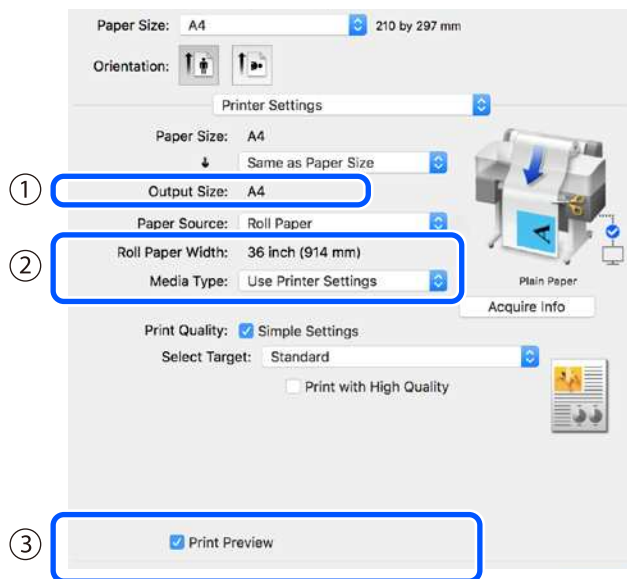 Paper Size: A4 210 by 297 mm
Orientation:
Printer Settings
Paper Size: A4
Same as Paper Size
① Output Size: A4
Paper Source: Roll Paper
② Roll Paper Width: 36 inch (914 mm)
Media Type: Use Printer Settings
Plain Paper
Acquire Info
Print Quality: Simple Settings
Select Target: Standard
Print with High Quality
③ Print Preview